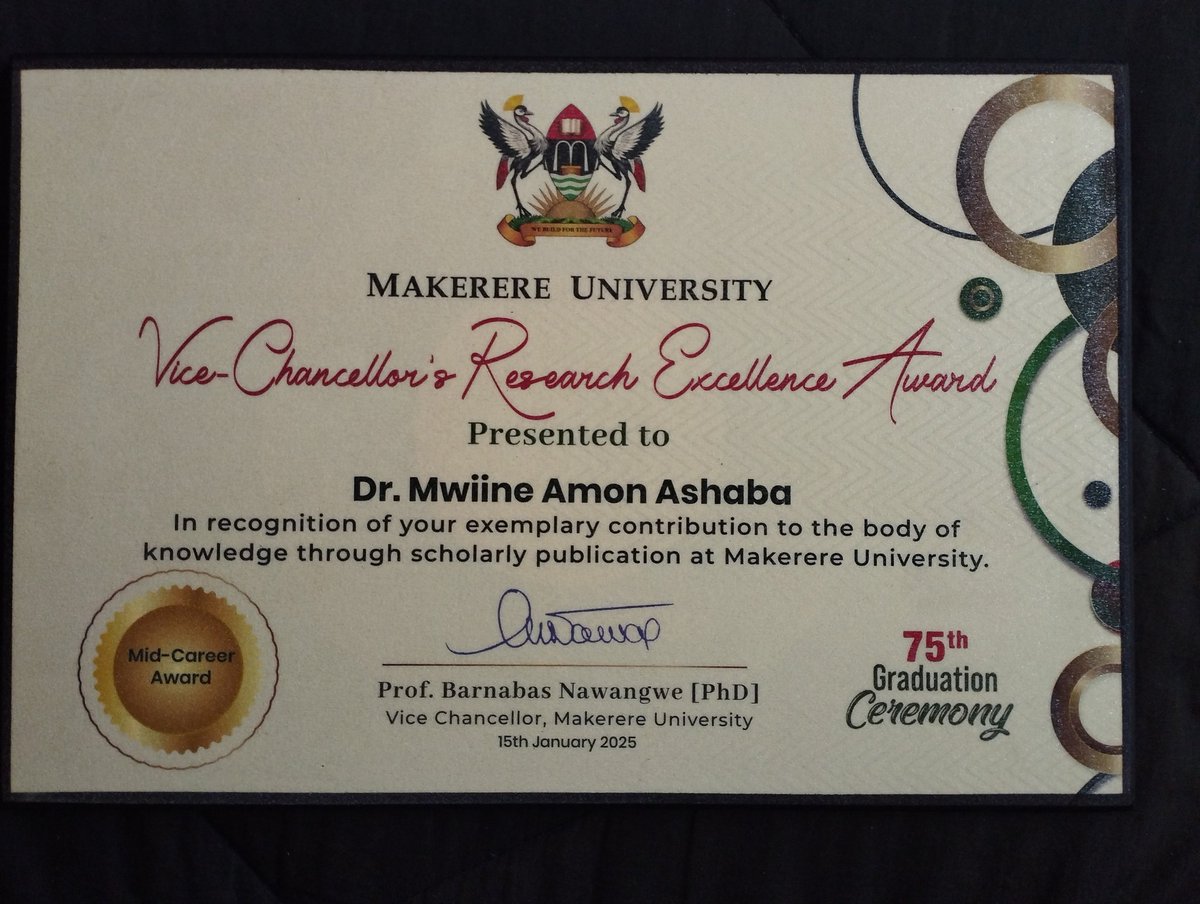 WE BUILD FOR THE FUTURE
MAKERERE UNIVERSITY
Vice-Chancellor's Research Excellence Award
Presented to
Dr. Mwiine Amon Ashaba
In recognition of your exemplary contribution to the body of
knowledge through scholarly publication at Makerere University.
Mid-Career
Award
Prof. Barnabas Nawangwe [PhD]
Vice Chancellor, Makerere University
15th January 2025
75th
Graduation
Ceremony